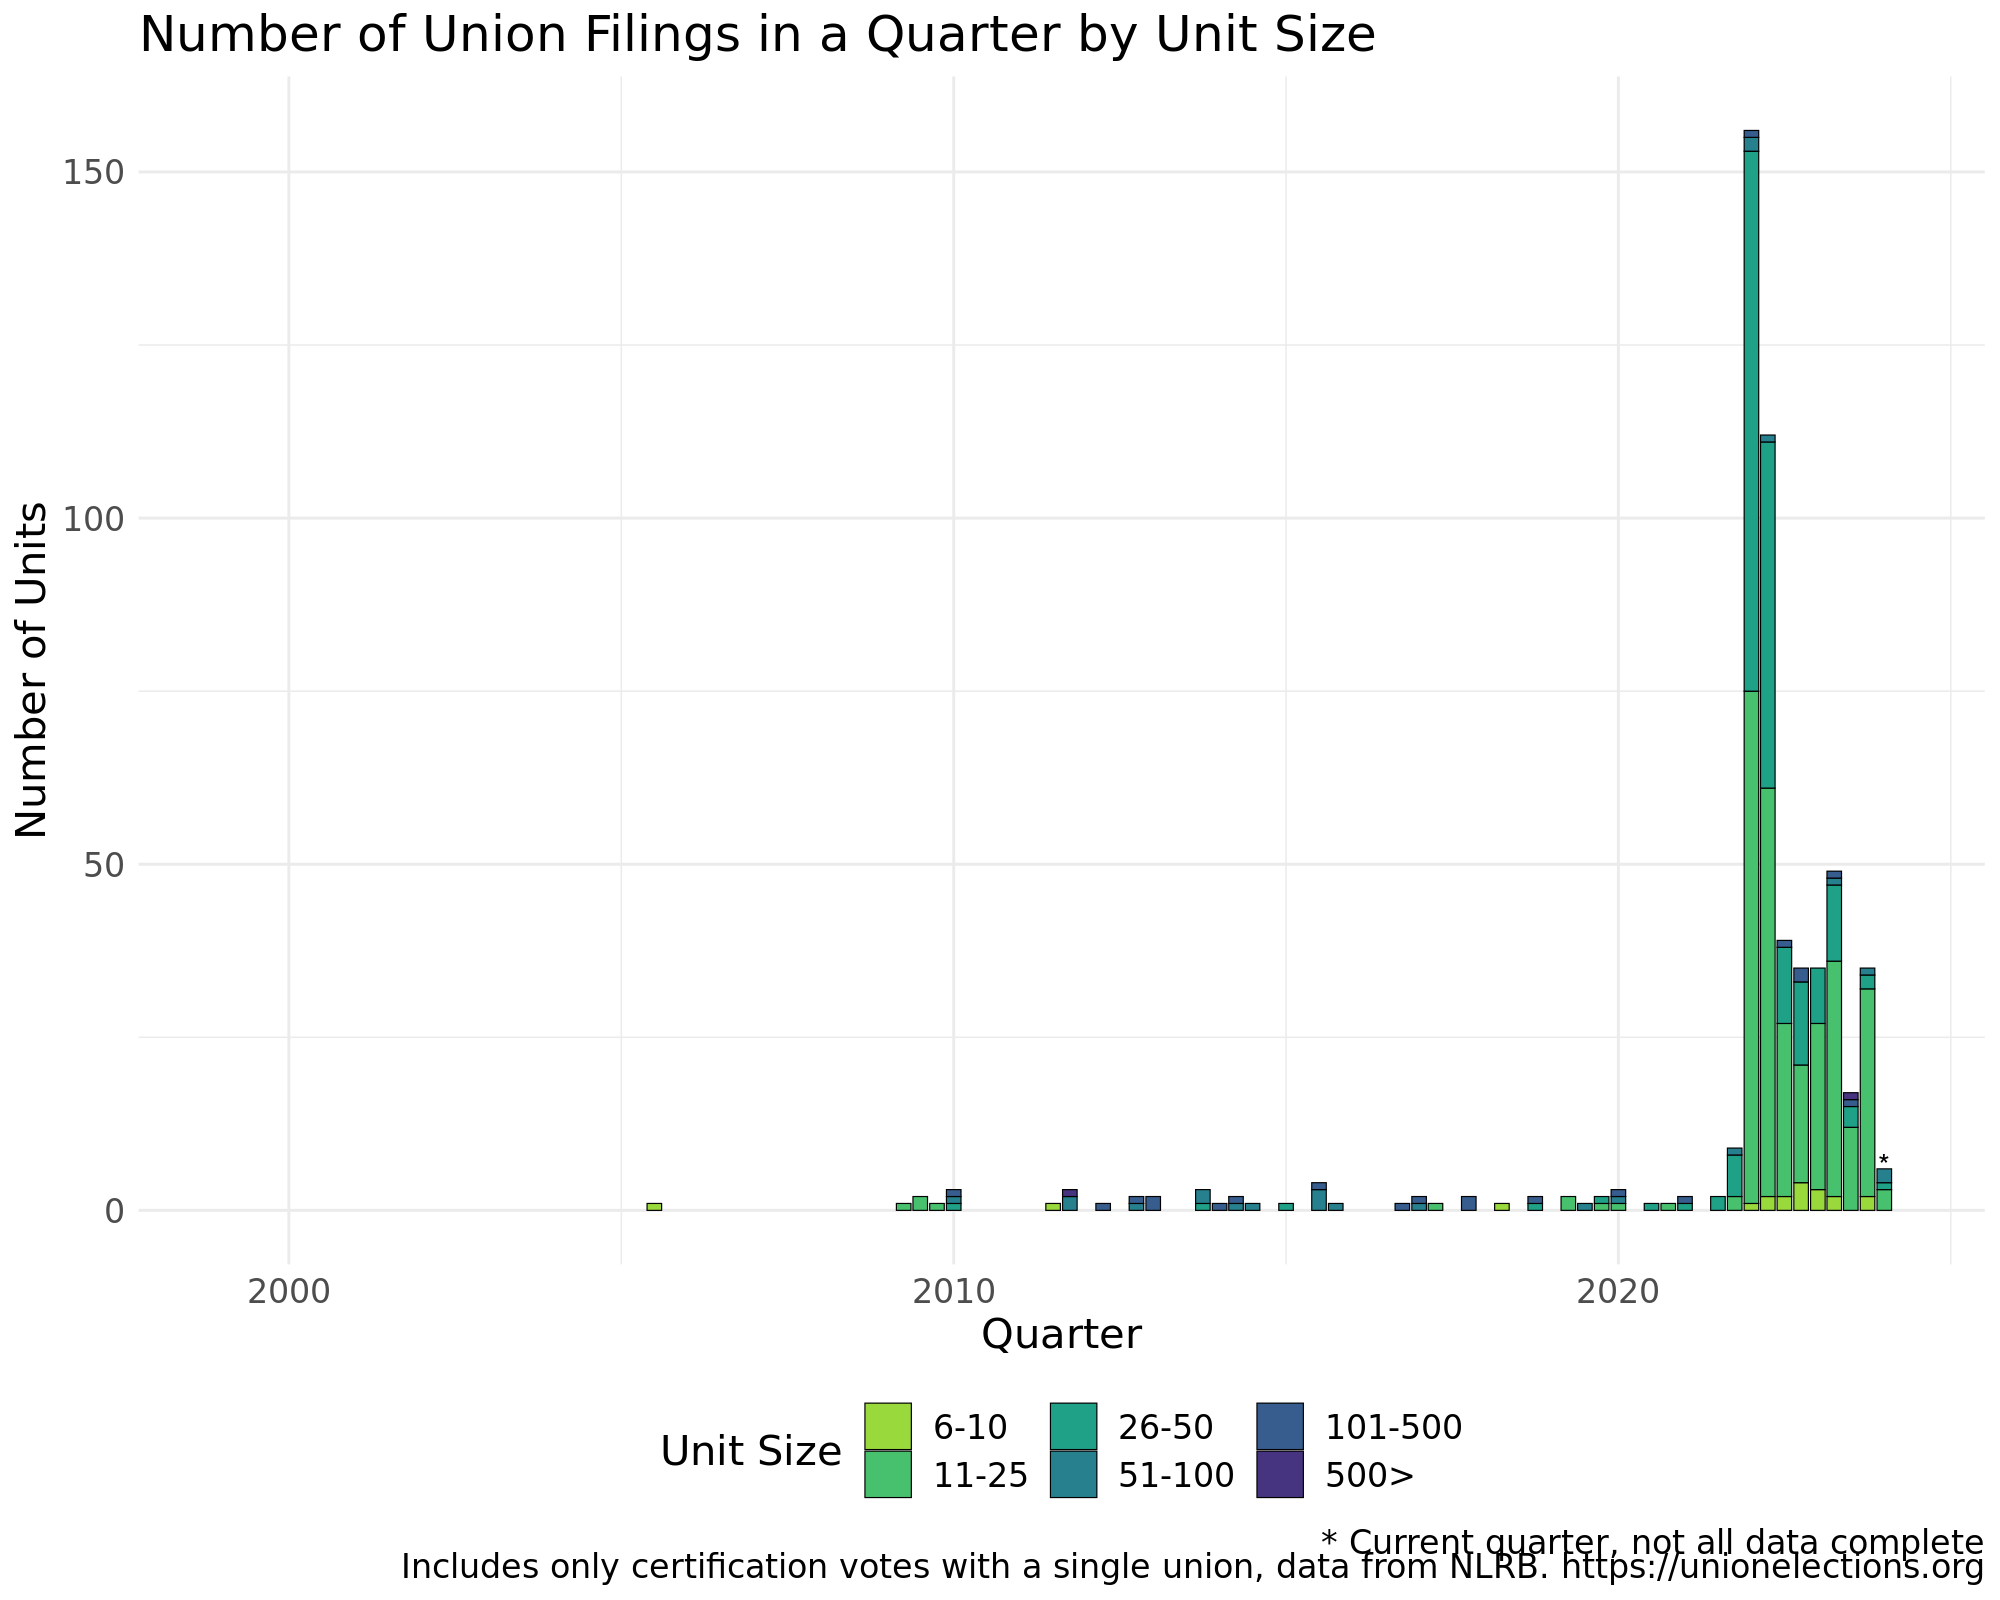 Number of Union Filings in a Quarter by Unit Size
Number of Units
150
100
50
0
*
2000 2010 2020
Quarter
Unit Size
6-10 26-50 101-500
11-25 51-100 500>
* Current quarter, not all data complete
Includes only certification votes with a single union, data from NLRB. https://unionelections.org